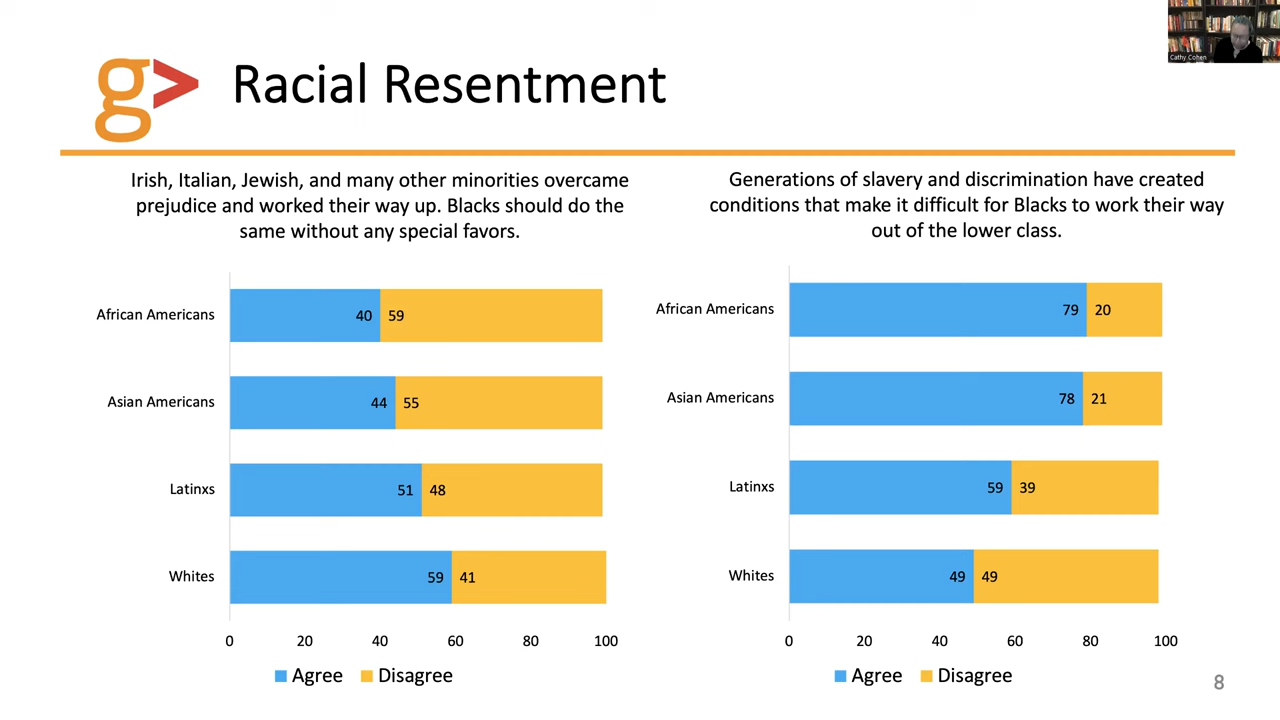 Cathy Cohen
g>
Racial Resentment
Irish, Italian, Jewish, and many other minorities overcame
prejudice and worked their way up. Blacks should do the
same without any special favors.
African Americans
40 59
Asian Americans
44 55
Latinxs
51 48
Whites
59 41
0 20 40 60 80 100
Agree Disagree
Generations of slavery and discrimination have created
conditions that make it difficult for Blacks to work their way
out of the lower class.
African Americans
79 20
Asian Americans
78 21
Latinxs
59 39
Whites
49 49
0 20 40 60 80 100
Agree Disagree
8